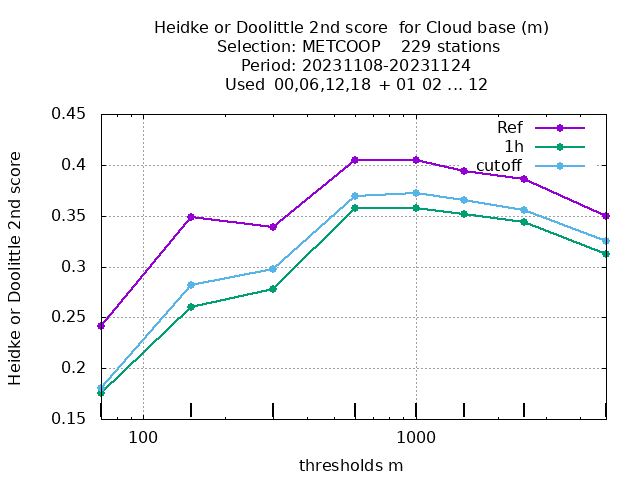 Heidke or Doolittle 2nd score  for Cloud base (m)
Selection: METCOOP    229 stations
Period: 20231108-20231124
Used  00,06,12,18 + 01 02 ... 12
0.45
0.4
0.35
0.3
0.25
0.2
0.15
Heidke or Doolittle 2nd score
Ref
1h
cutoff
100
1000
thresholds m